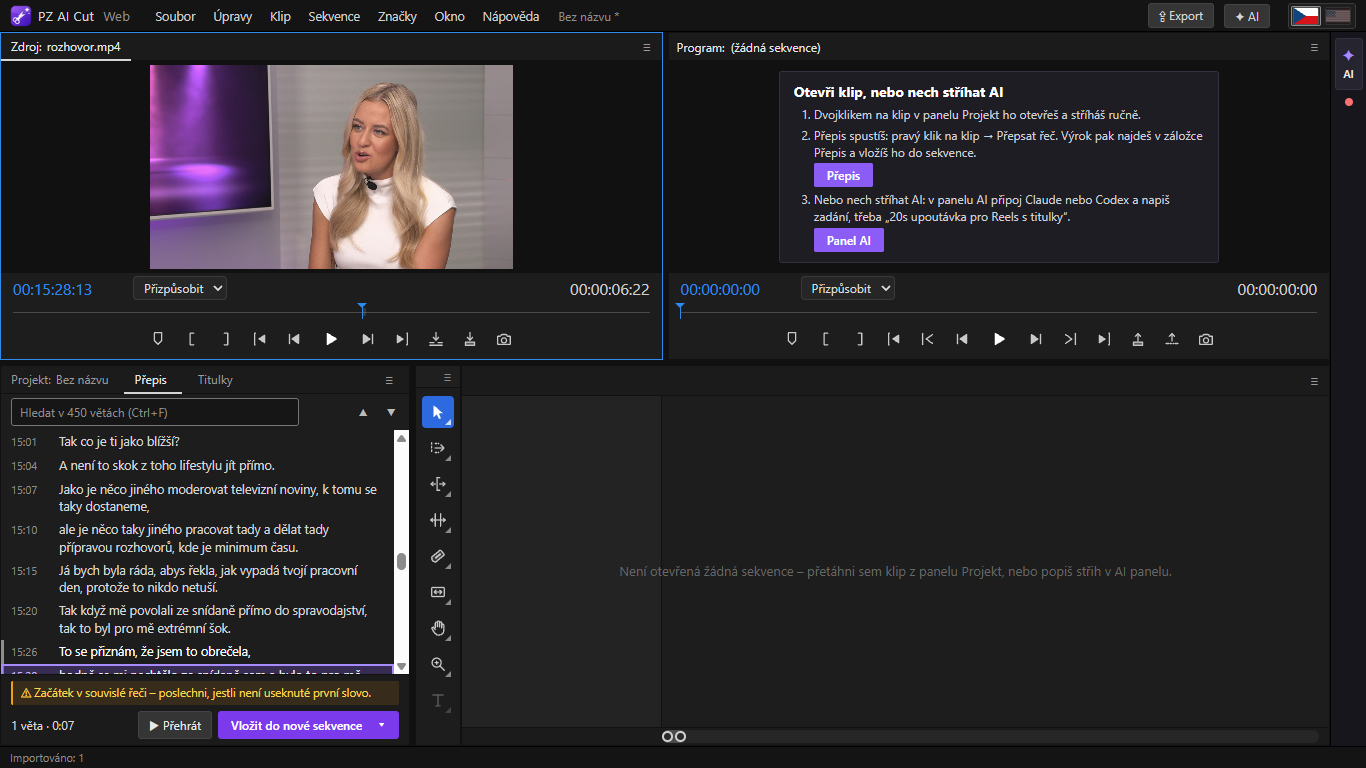 PZ AI Cut Web Soubor Úpravy Klip Sekvence Značky Okno Nápověda Bez názvu * Export AI
Zdroj: rozhovor.mp4
Program: (žádná sekvence)
AI
Otevři klip, nebo nech stříhat AI
1. Dvojklikem na klip v panelu Projekt ho otevřeš a stříháš ručně.
2. Přepis spustíš: pravý klik na klip → Přepsat řeč. Výrok pak najdeš v záložce
Přepis a vložíš ho do sekvence.
Přepis
3. Nebo nech stříhat AI: v panelu AI připoj Claude nebo Codex a napiš
zadání, třeba „20s upoutávka pro Reels s titulky“.
Panel AI
00:15:28:13 Přizpůsobit 00:00:06:22
00:00:00:00 Přizpůsobit 00:00:00:00
Projekt: Bez názvu Přepis Titulky
Hledat v 450 větách (Ctrl+F)
15:01 Tak co je ti jako blížší?
15:04 A není to skok z toho lifestylu jít přímo.
15:07 Jako je něco jiného moderovat televizní noviny, k tomu se
taky dostaneme,
15:10 ale je něco taky jiného pracovat tady a dělat tady
přípravou rozhovorů, kde je minimum času.
15:15 Já bych byla ráda, abys řekla, jak vypadá tvojí pracovní
den, protože to nikdo netuší.
15:20 Tak když mě povolali ze snídaně přímo do spravodajství,
tak to byl pro mě extrémní šok.
15:26 To se přiznám, že jsem to obrečela,
⚠ Začátek v souvislé řeči – poslechni, jestli není useknuté první slovo.
1 věta · 0:07 Přehrát Vložit do nové sekvence
Není otevřená žádná sekvence – přetáhni sem klip z panelu Projekt, nebo popiš střih v AI panelu.
Importováno: 1